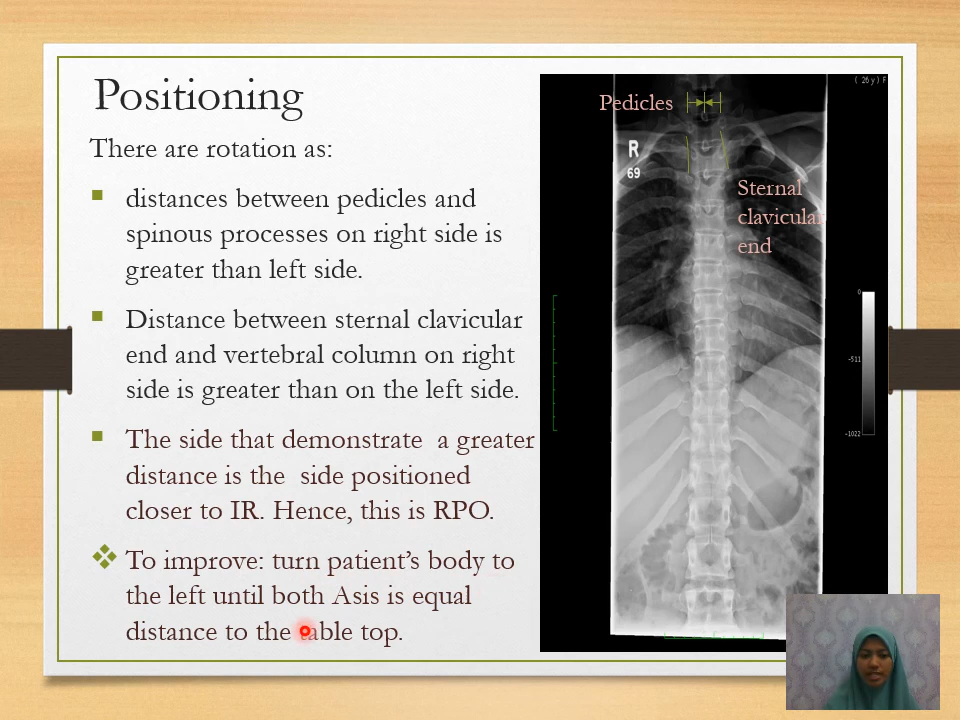 Positioning
There are rotation as:
distances between pedicles and
spinous processes on right side is
greater than left side.
Distance between sternal clavicular
end and vertebral column on right
side is greater than on the left side.
The side that demonstrate a greater
distance is the side positioned
closer to IR. Hence, this is RPO.
To improve: turn patient’s body to
the left until both Asis is equal
distance to the table top.
( 26 y) F
Pedicles
R
69
Sternal
clavicular
end
0
-511
-1022